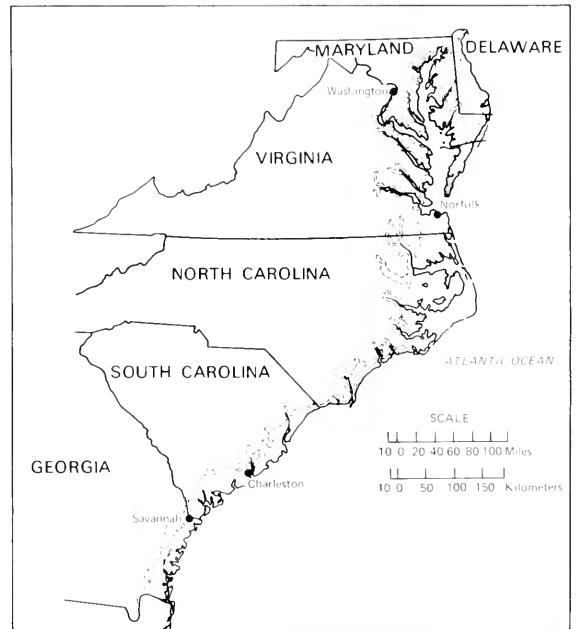 MARYLAND
DELAWARE
Washington
VIRGINIA
Norfolk
NORTH CAROLINA
ATLANTIC OCEAN
SOUTH CAROLINA
SCALE
10 0 20 40 60 80 100 Miles
10 0 50 100 150 Kilometers
GEORGIA
Charleston
Savannah